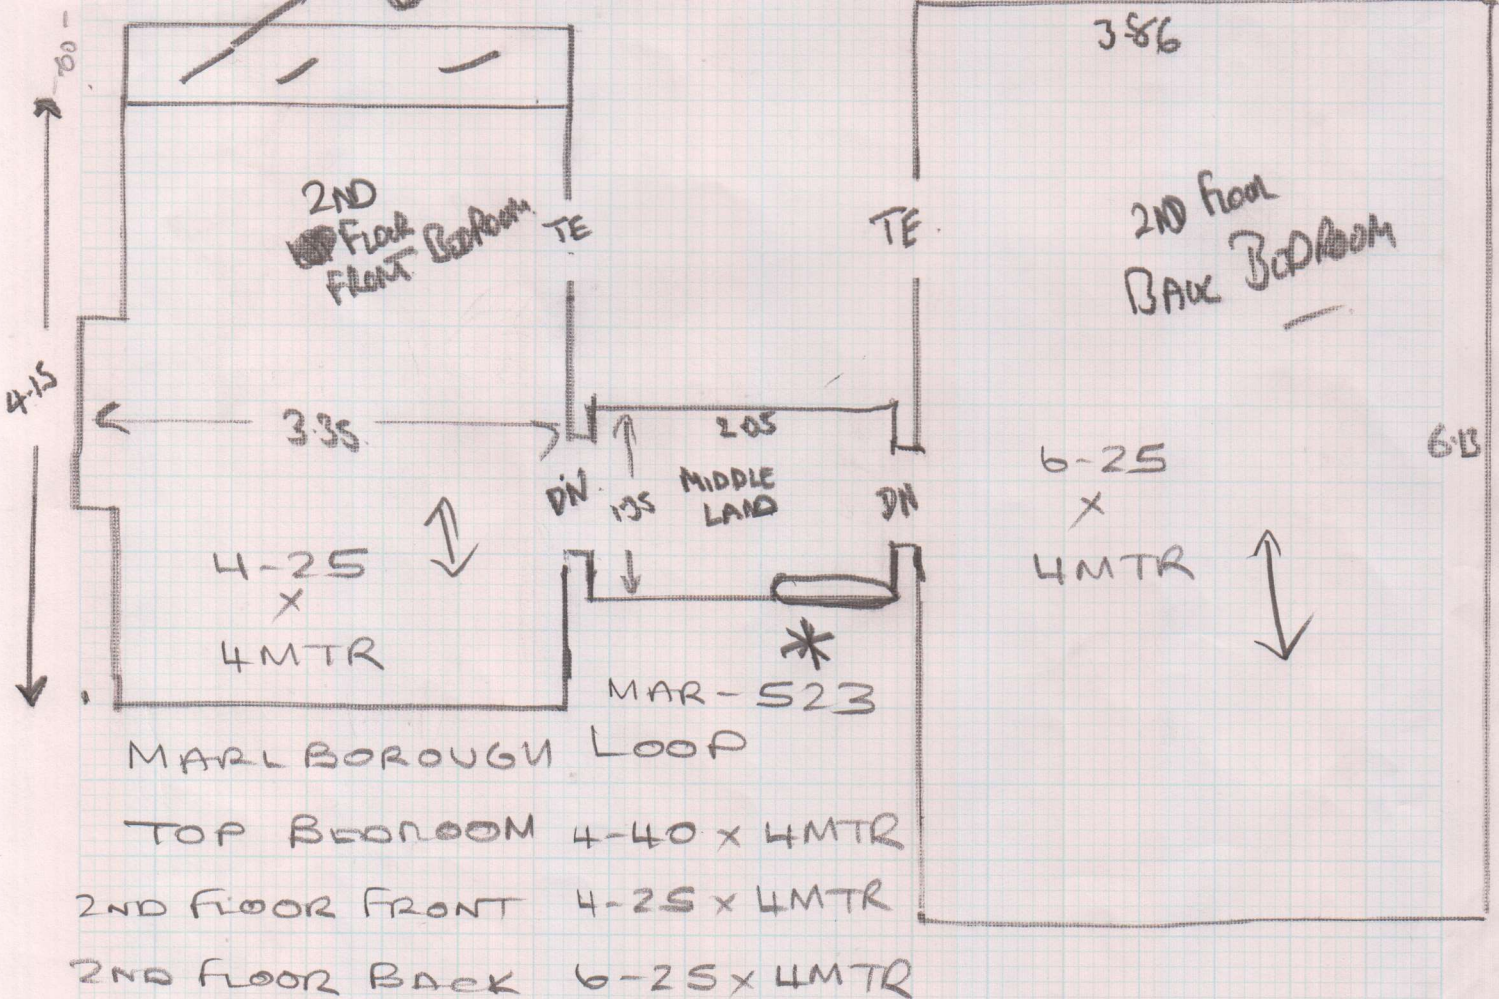 .60
3.86
2ND
FLOOR
FRONT BEDROOM
TE
TE
2ND FLOOR
BACK BEDROOM
4.15
3.35
2.05
MIDDLE
LAND
DN
DN
6-25
X
4MTR
6.13
4-25
X
4MTR
*
MAR-523
MARLBOROUGH LOOP
TOP BEDROOM 4-40 X 4MTR
2ND FLOOR FRONT 4-25 X 4MTR
2ND FLOOR BACK 6-25 X 4MTR